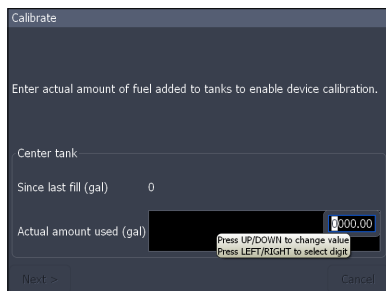 Calibrate
Enter actual amount of fuel added to tanks to enable device calibration.
Center tank
Since last fill (gal) 0
Actual amount used (gal) 0000.00
Press UP/DOWN to change value
Press LEFT/RIGHT to select digit
Next > Cancel